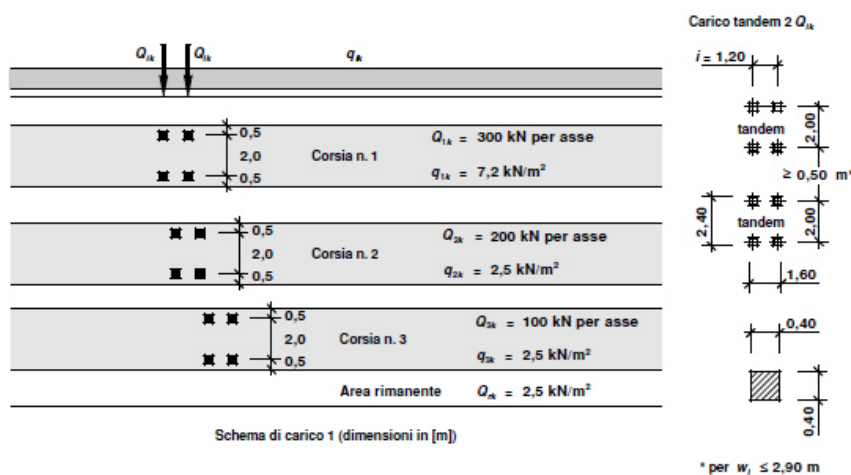 Carico tandem 2 Qlk
Qlk Qlk qlk
i = 1,20
0,5
2,0
0,5
Corsia n. 1
Q1k = 300 kN per asse
q1k = 7,2 kN/m²
tandem
2,00
≥ 0,50 m*
0,5
2,0
0,5
Corsia n. 2
Q2k = 200 kN per asse
q2k = 2,5 kN/m²
2,40
tandem
2,00
1,60
0,5
2,0
0,5
Corsia n. 3
Q3k = 100 kN per asse
q3k = 2,5 kN/m²
0,40
0,40
Area rimanente Qrk = 2,5 kN/m²
Schema di carico 1 (dimensioni in [m])
* per wl ≤ 2,90 m